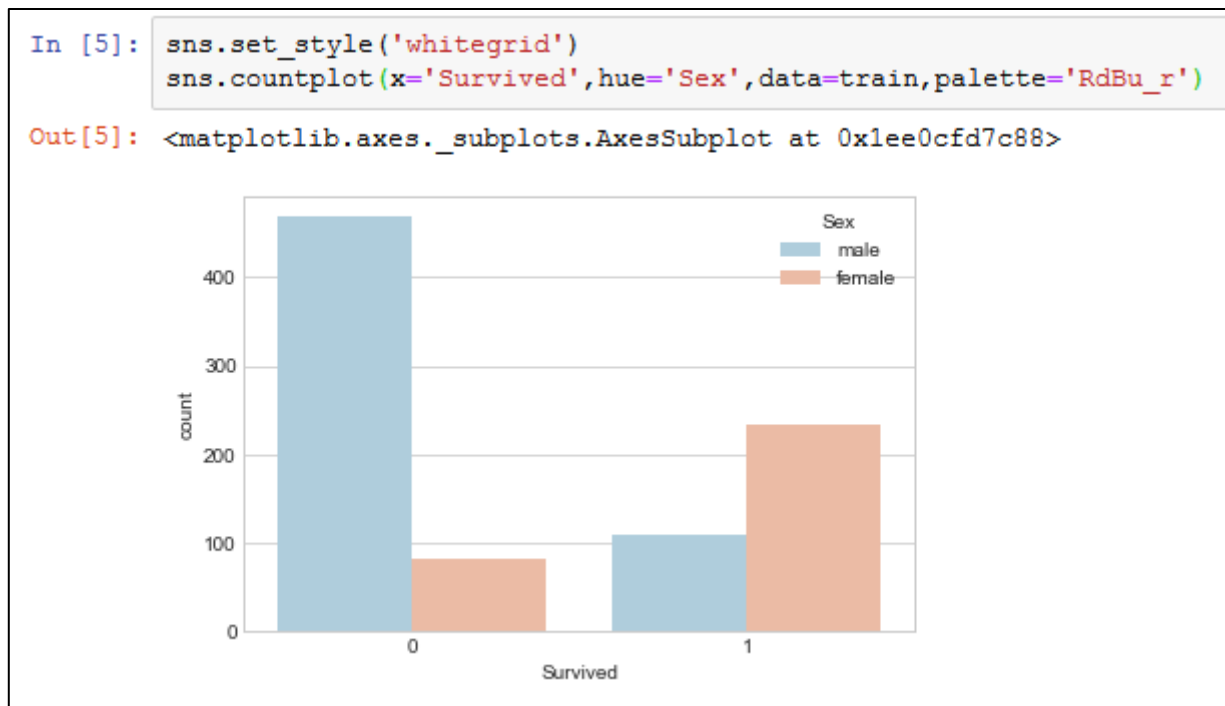 In [5]: sns.set_style('whitegrid')
sns.countplot(x='Survived',hue='Sex',data=train,palette='RdBu_r')
Out[5]: <matplotlib.axes._subplots.AxesSubplot at 0x1ee0cfd7c88>
Sex
male
female
400
300
200
100
0
count
0 1
Survived